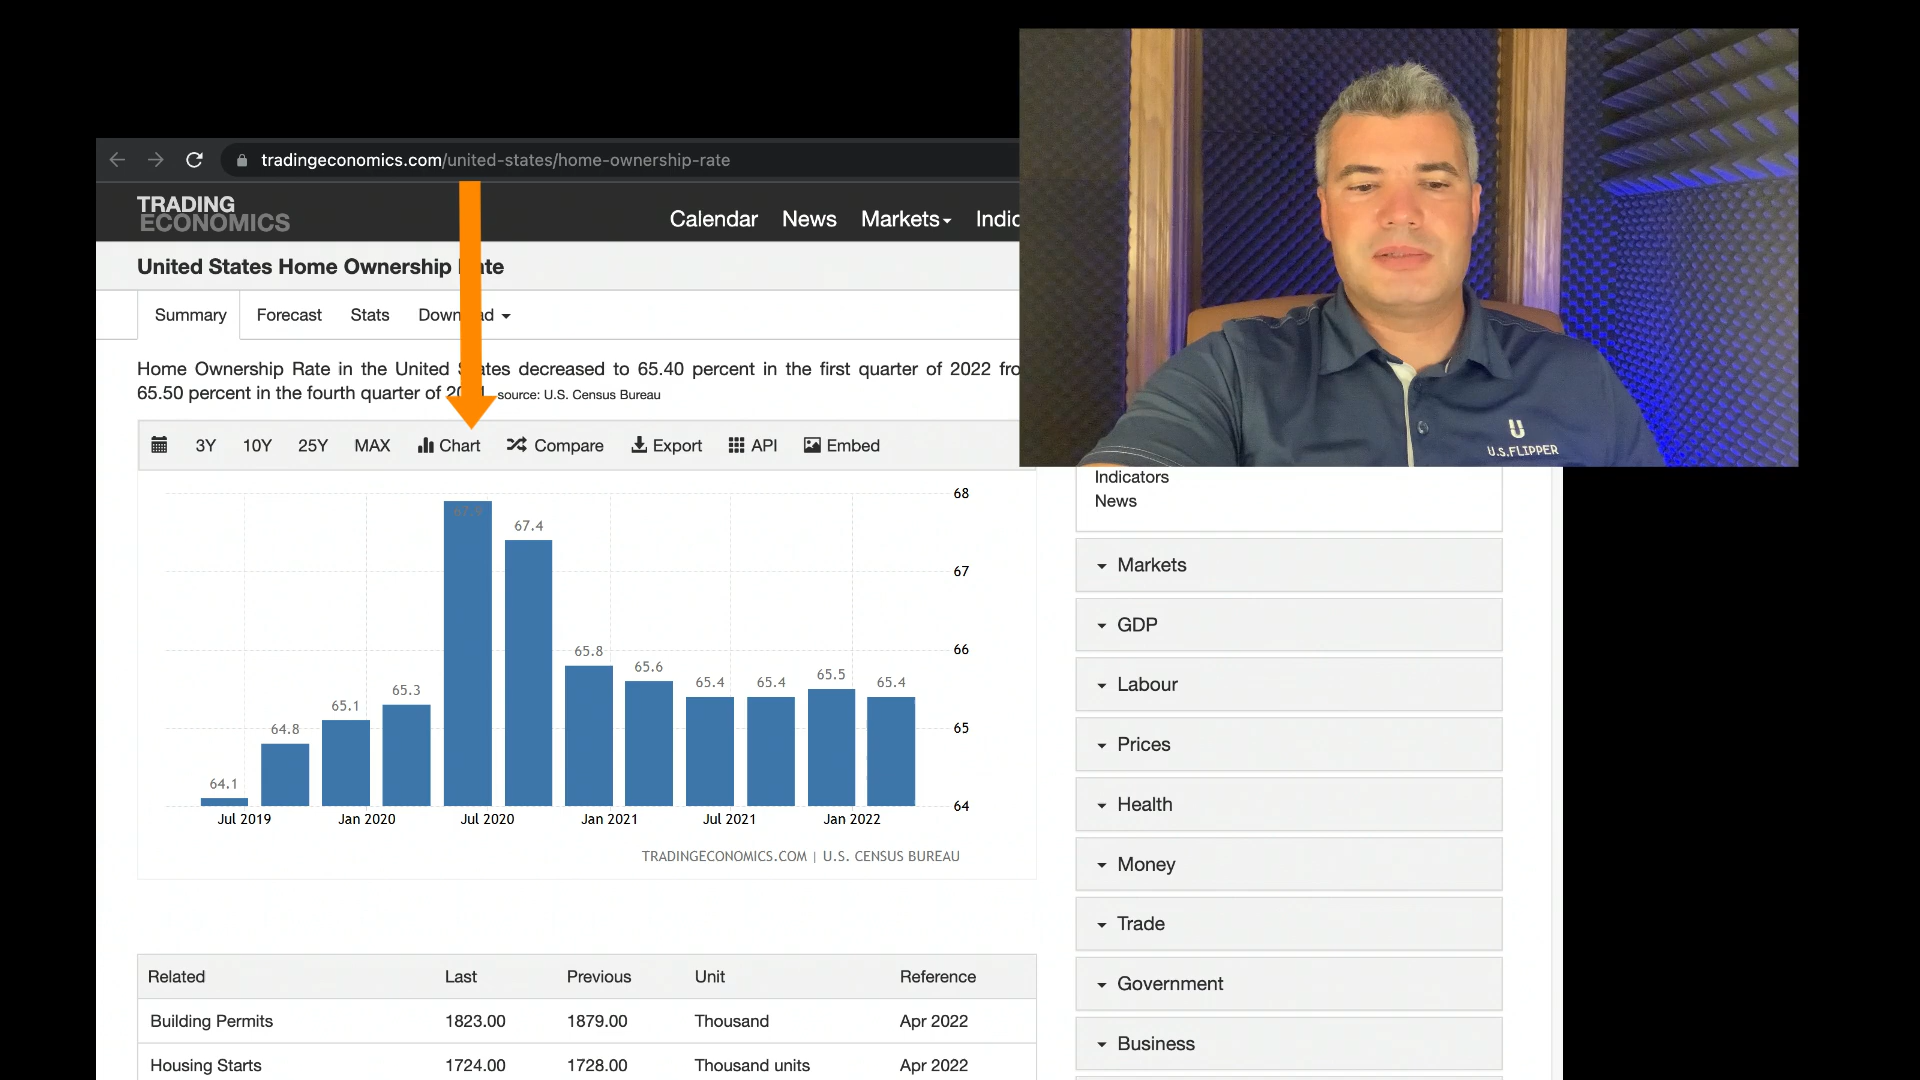 tradingeconomics.com/united-states/home-ownership-rate
TRADING
ECONOMICS
Calendar News Markets
United States Home Ownership
Summary Forecast Stats
Home Ownership Rate in the United States decreased to 65.40 percent in the first quarter of 2022
65.50 percent in the fourth quarter of source: U.S. Census Bureau
3Y 10Y 25Y MAX Chart Compare Export API Embed
U
U.S.FLIPPER
Indicators
News
68
67.9
67.4
67
66
65.8
65.6
65.4
65.4
65.5
65.4
65.3
65.1
65
64.8
64.1
64
Jul 2019 Jan 2020 Jul 2020 Jan 2021 Jul 2021 Jan 2022
TRADINGECONOMICS.COM | U.S. CENSUS BUREAU
Related Last Previous Unit Reference
Building Permits 1823.00 1879.00 Thousand Apr 2022
Housing Starts 1724.00 1728.00 Thousand units Apr 2022
Markets
GDP
Labour
Prices
Health
Money
Trade
Government
Business